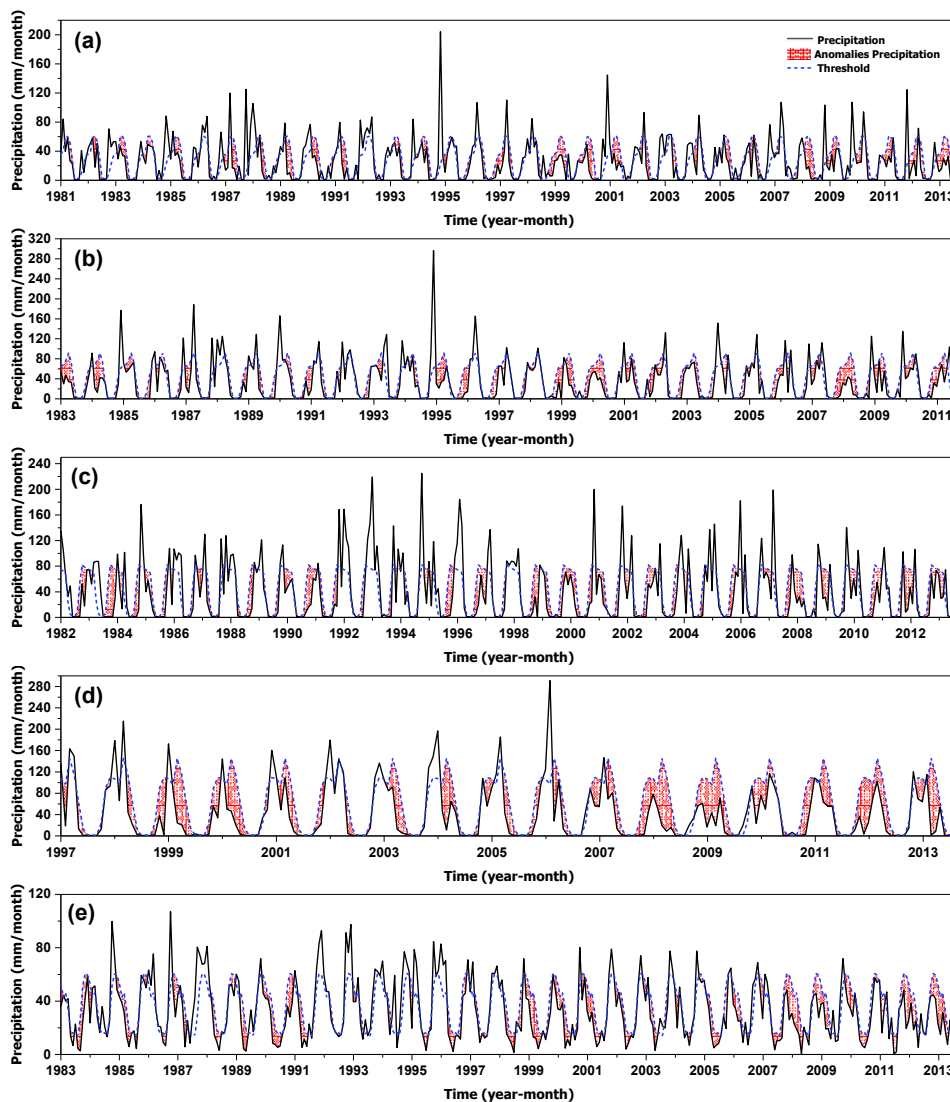 (a)
Precipitation
Anomalies Precipitation
Threshold
Precipitation (mm/month)
200
160
120
80
40
0
1981 1983 1985 1987 1989 1991 1993 1995 1997 1999 2001 2003 2005 2007 2009 2011 2013
Time (year-month)
(b)
Precipitation (mm/month)
320
280
240
200
160
120
80
40
0
1983 1985 1987 1989 1991 1993 1995 1997 1999 2001 2003 2005 2007 2009 2011
Time (year-month)
(c)
Precipitation (mm/month)
240
200
160
120
80
40
0
1982 1984 1986 1988 1990 1992 1994 1996 1998 2000 2002 2004 2006 2008 2010 2012
Time (year-month)
(d)
Precipitation (mm/month)
280
240
200
160
120
80
40
0
1997 1999 2001 2003 2005 2007 2009 2011 2013
Time (year-month)
(e)
Precipitation (mm/month)
120
80
40
0
1983 1985 1987 1989 1991 1993 1995 1997 1999 2001 2003 2005 2007 2009 2011 2013
Time (year-month)